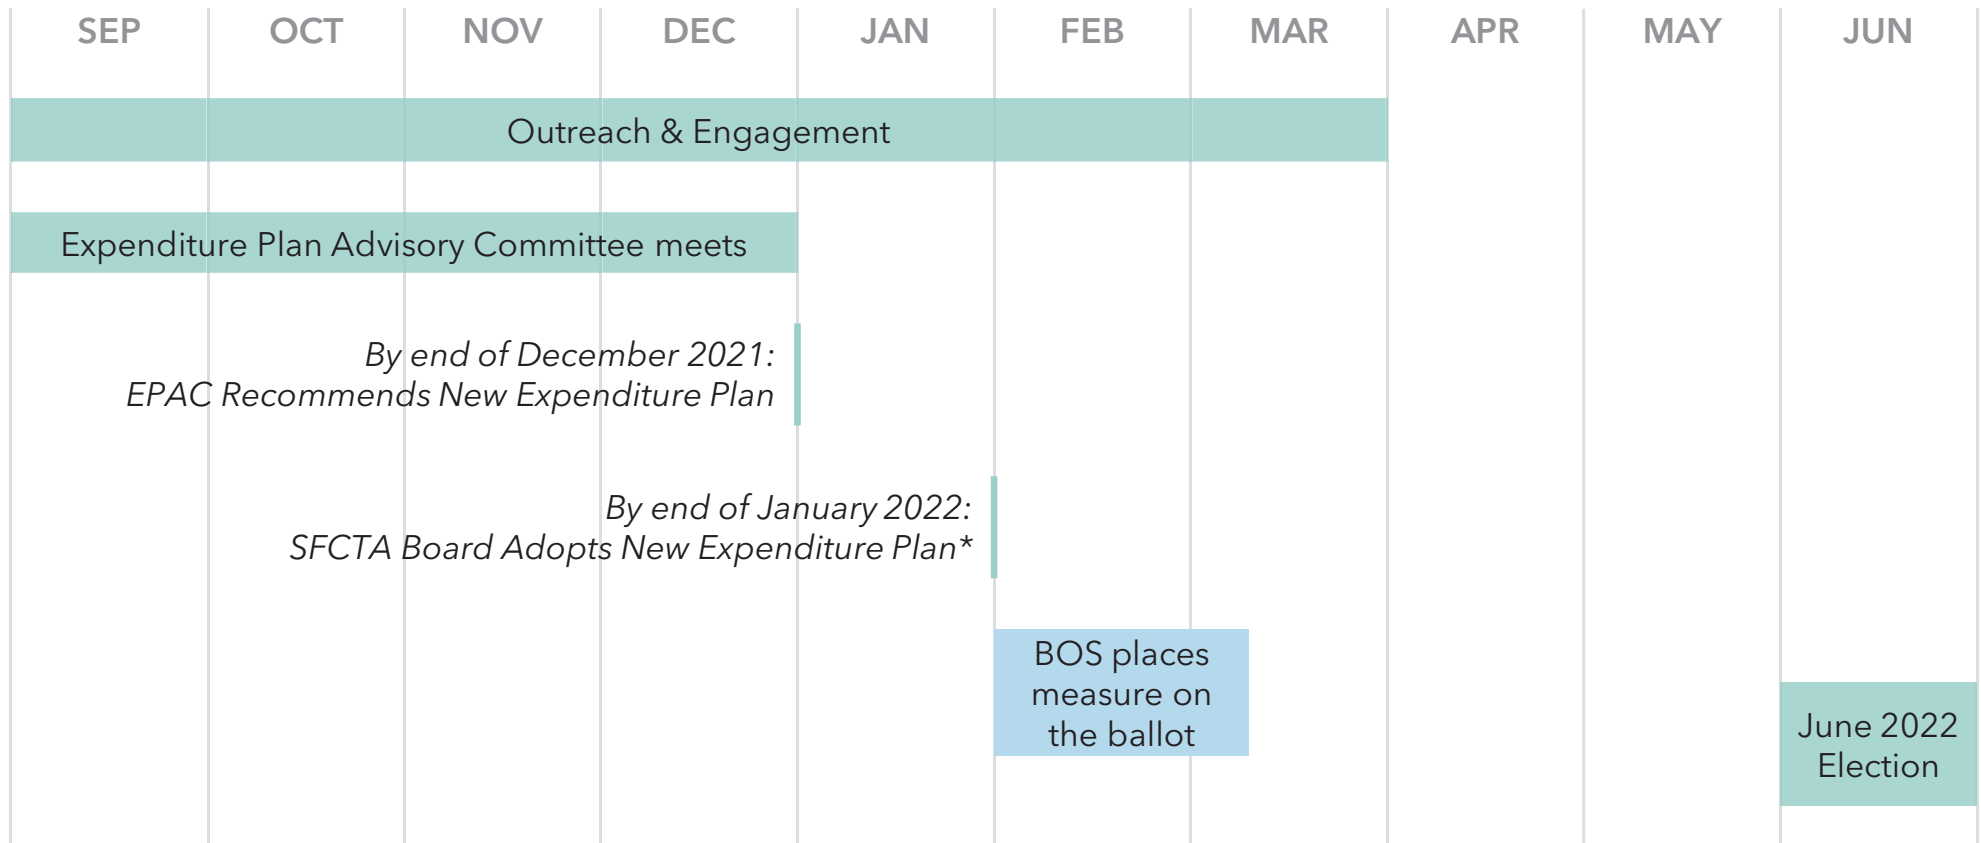 SEP OCT NOV DEC JAN FEB MAR APR MAY JUN
Outreach & Engagement
Expenditure Plan Advisory Committee meets
By end of December 2021:
EPAC Recommends New Expenditure Plan
By end of January 2022:
SFCTA Board Adopts New Expenditure Plan*
BOS places
measure on
the ballot
June 2022
Election